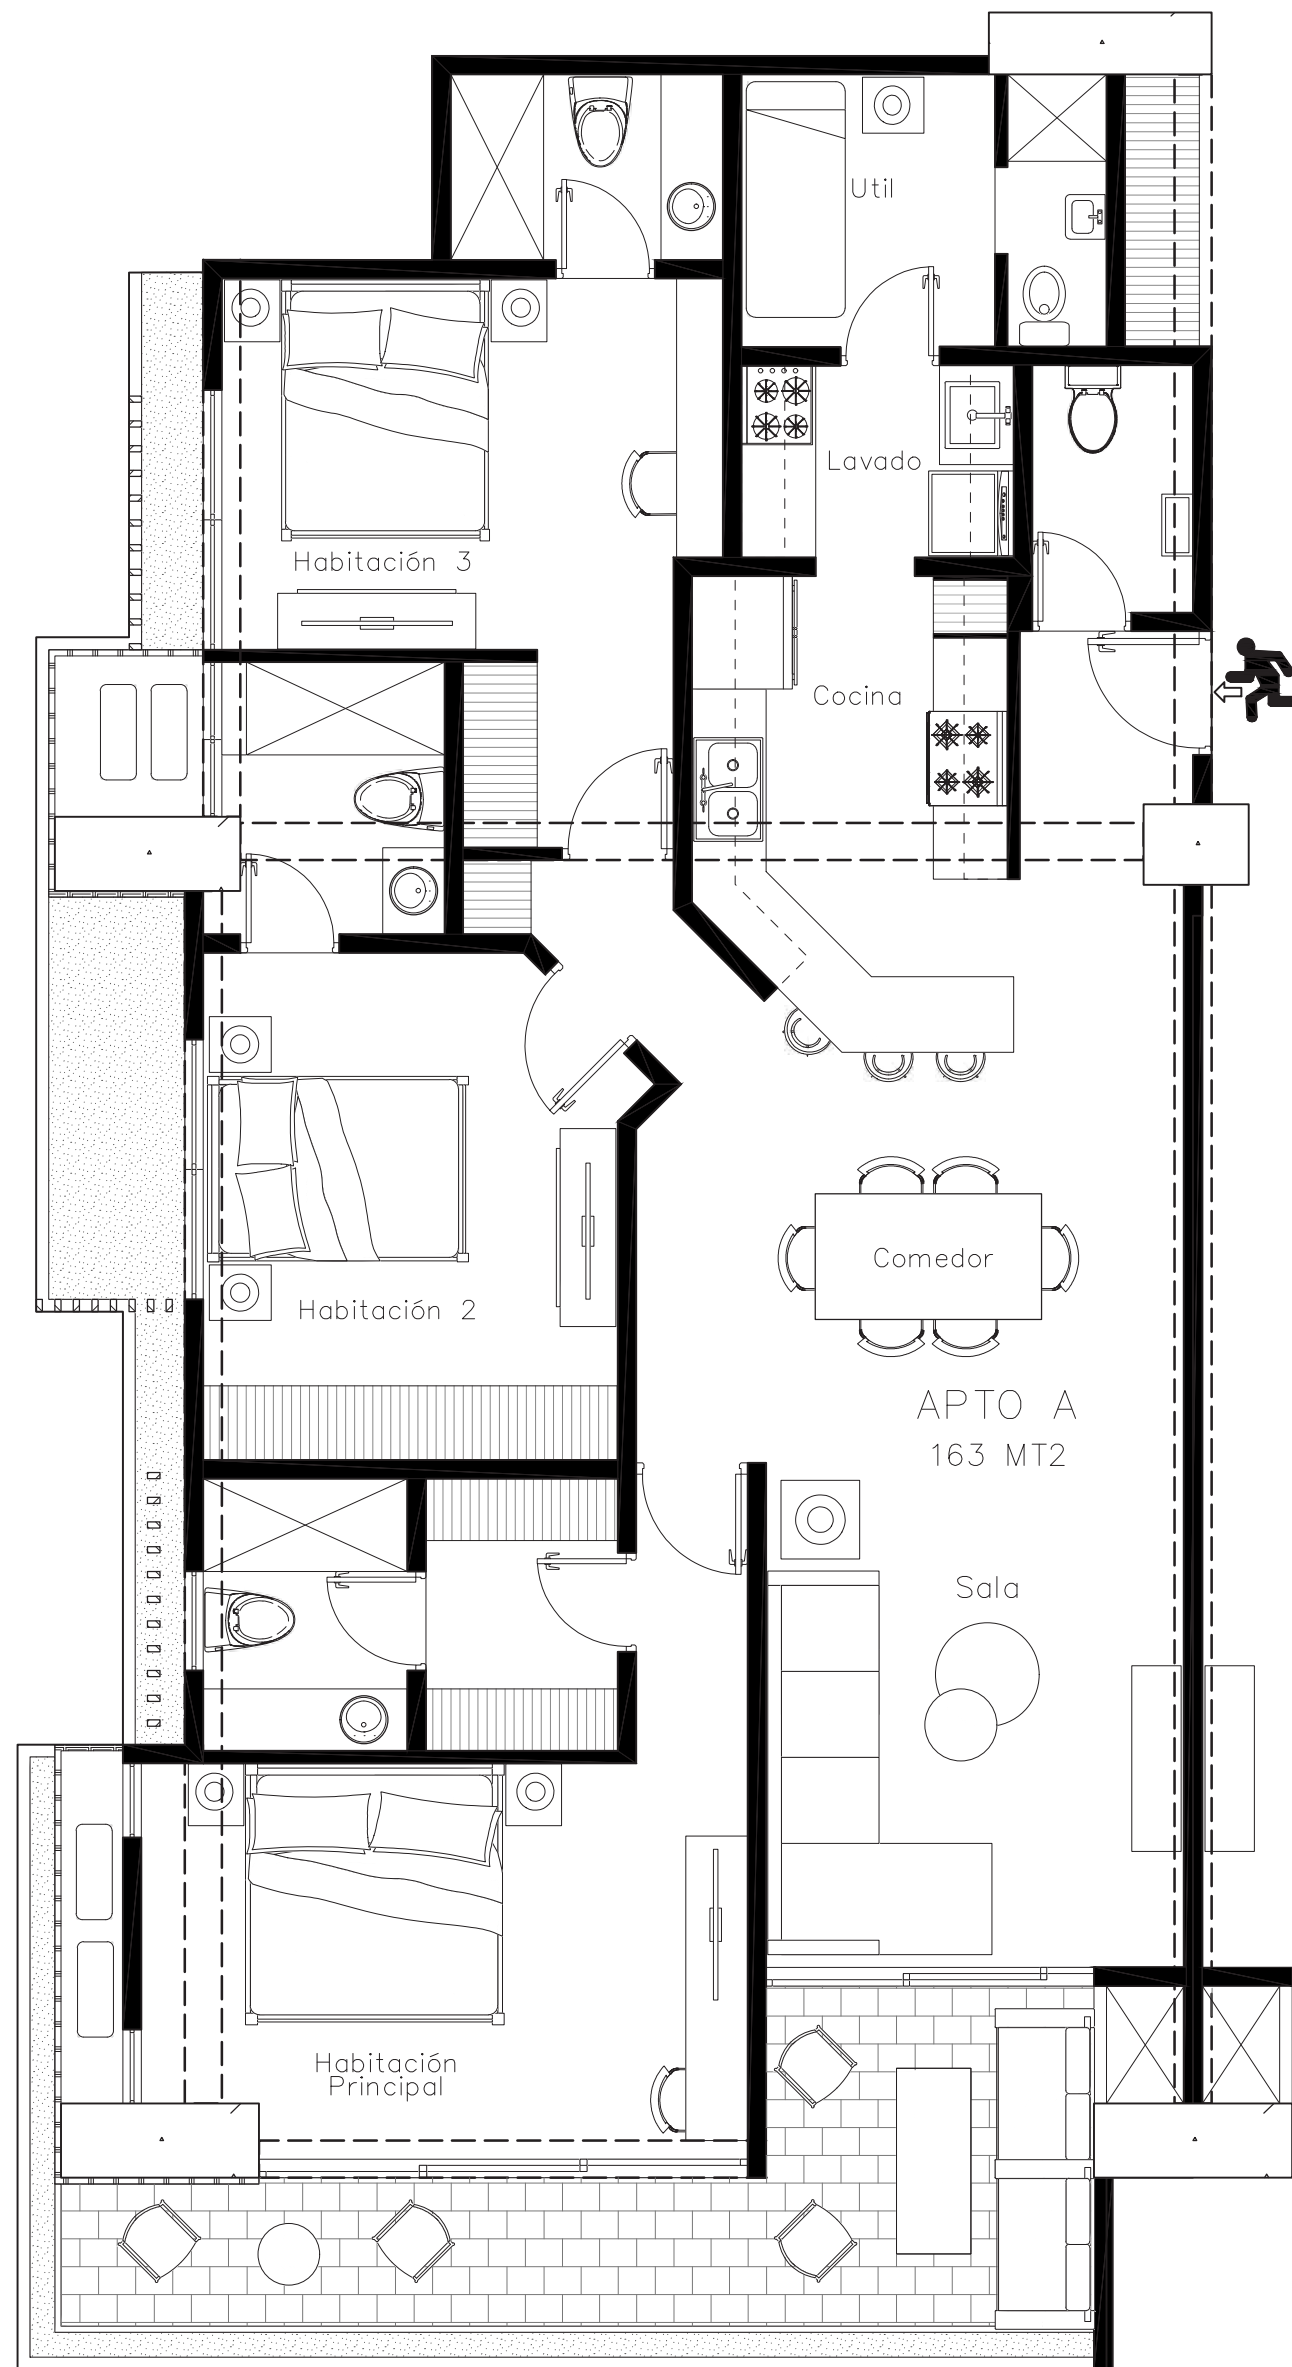 Util
Lavado
Habitación 3
Cocina
Comedor
Habitación 2
APTO A
163 MT2
Sala
Habitación
Principal